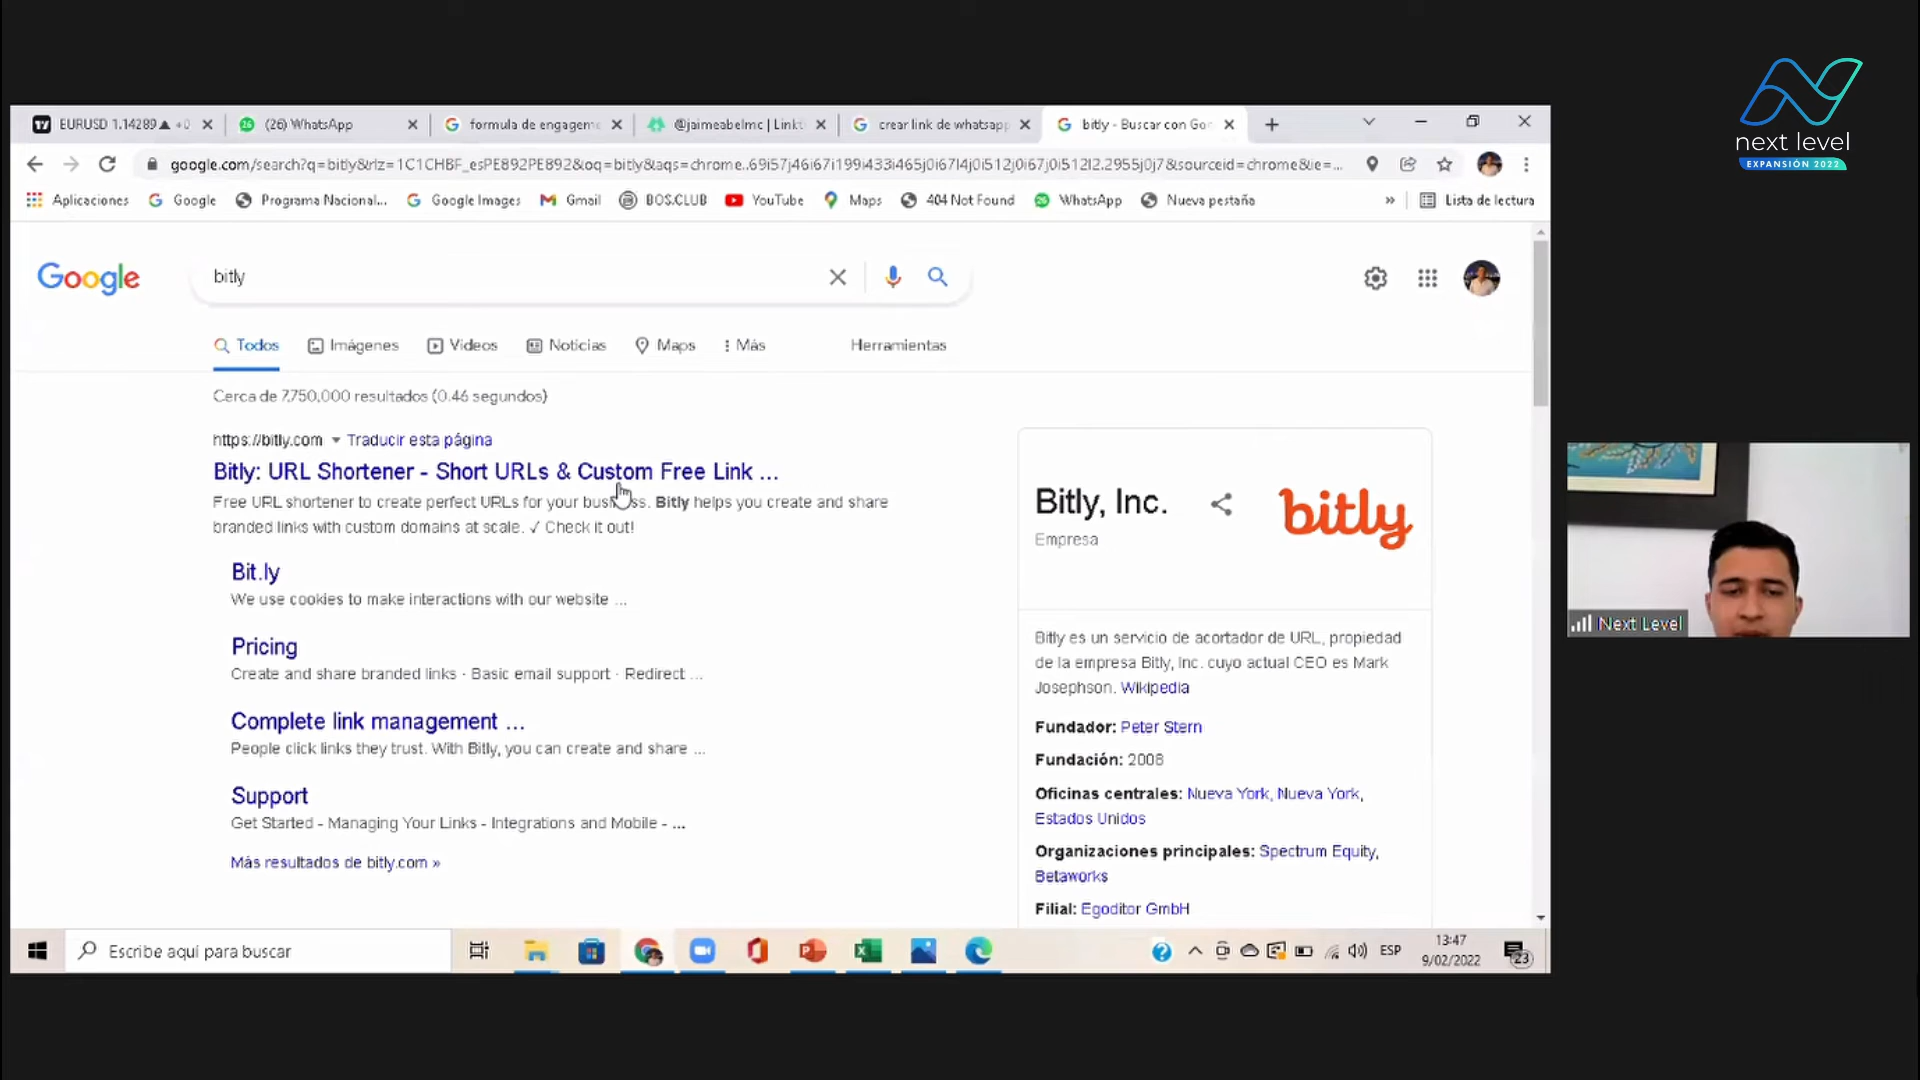 next level
EXPANSIÓN 2022
EURUSD 1.14289▲ +0
(26) WhatsApp
formula de engagem
@jaimeabelmc | Linkt
crear link de whatsapp
bitly - Buscar con Go
google.com/search?q=bitly&rlz=1C1CHBF_esPE892PE892&oq=bitly&aqs=chrome..69i57j46i67i199i433i465j0i67l4j0i512j0i67j0i512l2.2955j0j7&sourceid=chrome&ie=...
Aplicaciones Google Programa Nacional... Google Images Gmail BOS.CLUB YouTube Maps 404 Not Found WhatsApp Nueva pestaña » Lista de lectura
Google
bitly
Todos Imágenes Videos Noticias Maps Más Herramientas
Cerca de 7,750,000 resultados (0.46 segundos)
https://bitly.com ▾ Traducir esta página
Bitly: URL Shortener - Short URLs & Custom Free Link ...
Free URL shortener to create perfect URLs for your business. Bitly helps you create and share
branded links with custom domains at scale. ✓ Check it out!
Bit.ly
We use cookies to make interactions with our website ...
Pricing
Create and share branded links · Basic email support · Redirect ...
Complete link management ...
People click links they trust. With Bitly, you can create and share ...
Support
Get Started - Managing Your Links - Integrations and Mobile - ...
Más resultados de bitly.com »
Bitly, Inc.
Empresa
bitly
Bitly es un servicio de acortador de URL, propiedad
de la empresa Bitly, Inc. cuyo actual CEO es Mark
Josephson. Wikipedia
Fundador: Peter Stern
Fundación: 2008
Oficinas centrales: Nueva York, Nueva York,
Estados Unidos
Organizaciones principales: Spectrum Equity,
Betaworks
Filial: Egoditor GmbH
Next Level
Escribe aquí para buscar
ESP
13:47
9/02/2022
23